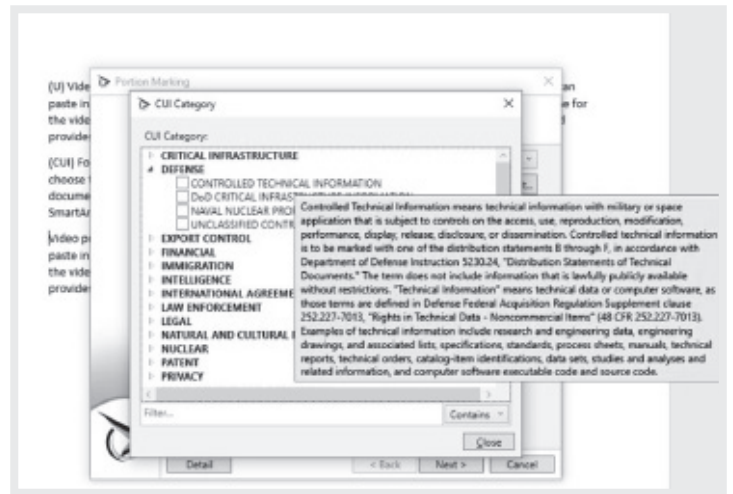 (U) Vide
Portion Marking
an
paste in
e for
the vide
provide
CUI Category
CUI Category:
(CUI) Fo
choose
docume
SmartAr
Video p
paste in
the vide
provide
CRITICAL INFRASTRUCTURE
DEFENSE
CONTROLLED TECHNICAL INFORMATION
DoD CRITICAL INFRASTRUCTURE INFORMATION
NAVAL NUCLEAR PRO
UNCLASSIFIED CONTR
EXPORT CONTROL
FINANCIAL
IMMIGRATION
INTELLIGENCE
INTERNATIONAL AGREEME
LAW ENFORCEMENT
LEGAL
NATURAL AND CULTURAL
NUCLEAR
PATENT
PRIVACY
Controlled Technical Information means technical information with military or space
application that is subject to controls on the access, use, reproduction, modification,
performance, display, release, disclosure, or dissemination. Controlled technical information
is to be marked with one of the distribution statements B through F, in accordance with
Department of Defense Instruction 5230.24, "Distribution Statements of Technical
Documents." The term does not include information that is lawfully publicly available
without restrictions. "Technical Information" means technical data or computer software, as
those terms are defined in Defense Federal Acquisition Regulation Supplement clause
252.227-7013, "Rights in Technical Data - Noncommercial Items" (48 CFR 252.227-7013).
Examples of technical information include research and engineering data, engineering
drawings, and associated lists, specifications, standards, process sheets, manuals, technical
reports, technical orders, catalog-item identifications, data sets, studies and analyses and
related information, and computer software executable code and source code.
Filter...
Contains
Close
Detail
< Back
Next >
Cancel